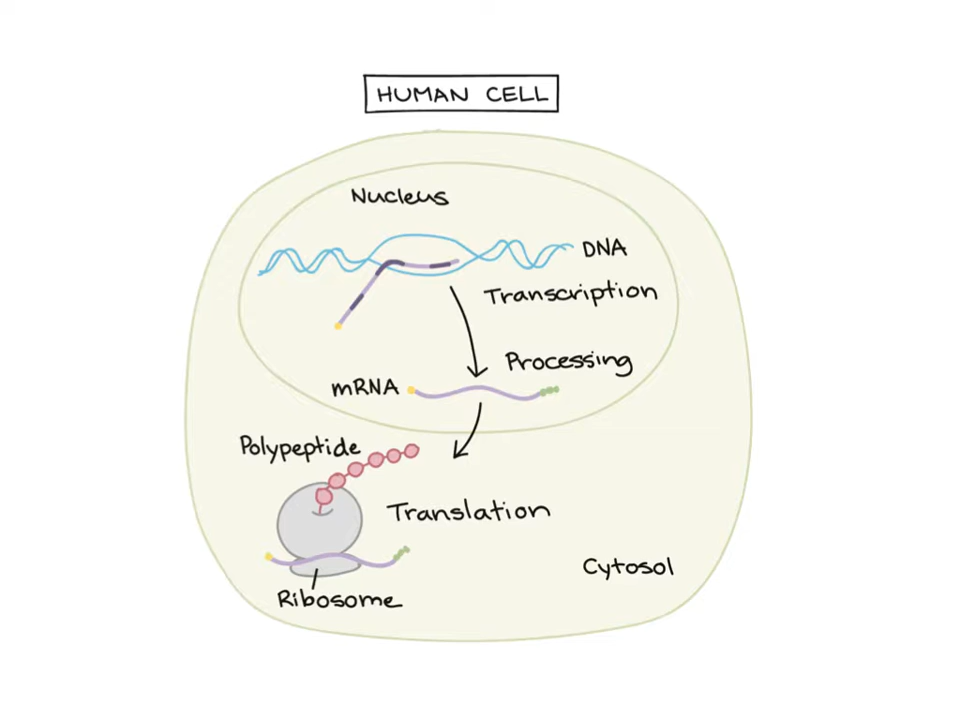 HUMAN CELL
Nucleus
DNA
Transcription
Processing
mRNA
Polypeptide
Translation
Cytosol
Ribosome